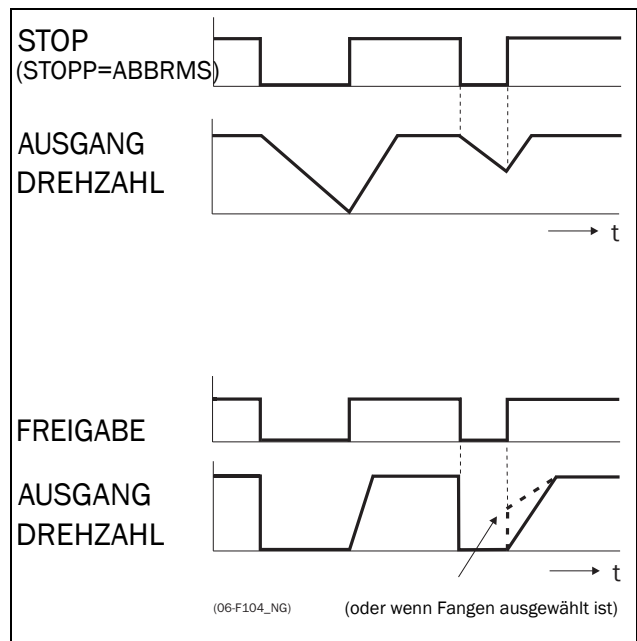 STOP
(STOPP=ABBRMS)
AUSGANG
DREHZAHL
t
FREIGABE
AUSGANG
DREHZAHL
t
(06-F104_NG)
(oder wenn Fangen ausgewählt ist)